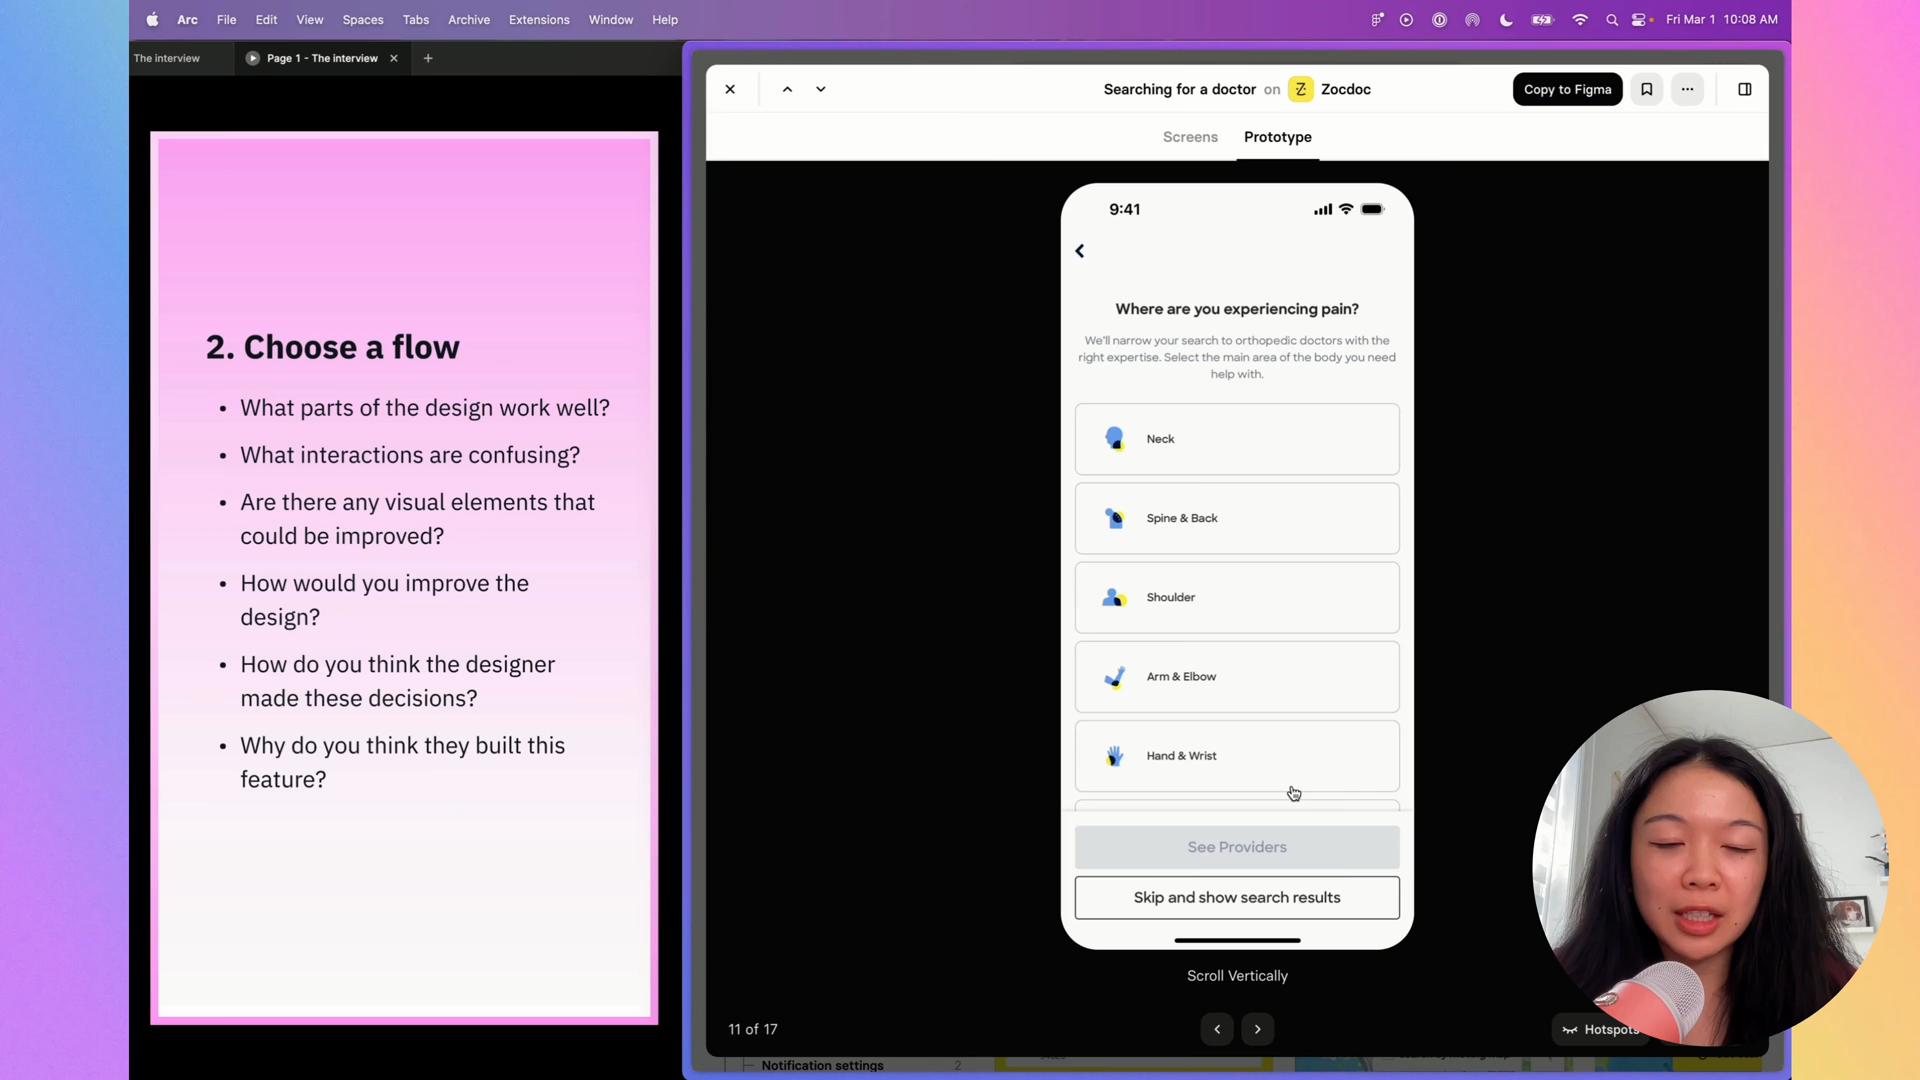 Arc File Edit View Spaces Tabs Archive Extensions Window Help
Fri Mar 1 10:08 AM
The interview
Page 1 - The interview
2. Choose a flow
• What parts of the design work well?
• What interactions are confusing?
• Are there any visual elements that
could be improved?
• How would you improve the
design?
• How do you think the designer
made these decisions?
• Why do you think they built this
feature?
Searching for a doctor on Z Zocdoc
Copy to Figma
Screens Prototype
9:41
Where are you experiencing pain?
We'll narrow your search to orthopedic doctors with the
right expertise. Select the main area of the body you need
help with.
Neck
Spine & Back
Shoulder
Arm & Elbow
Hand & Wrist
See Providers
Skip and show search results
Scroll Vertically
11 of 17
Hotspots
Notification settings 2